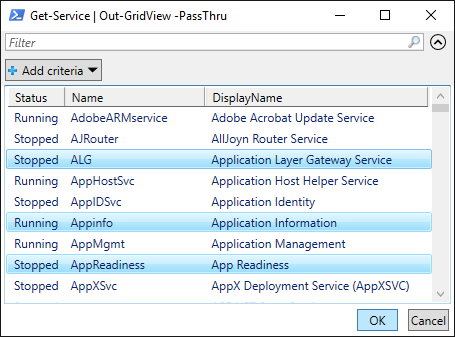 Get-Service | Out-GridView -PassThru
Filter
Add criteria
Status Name DisplayName
Running AdobeARMservice Adobe Acrobat Update Service
Stopped AJRouter AllJoyn Router Service
Stopped ALG Application Layer Gateway Service
Running AppHostSvc Application Host Helper Service
Stopped AppIDSvc Application Identity
Running Appinfo Application Information
Running AppMgmt Application Management
Stopped AppReadiness App Readiness
Stopped AppXSvc AppX Deployment Service (AppXSVC)
OK Cancel